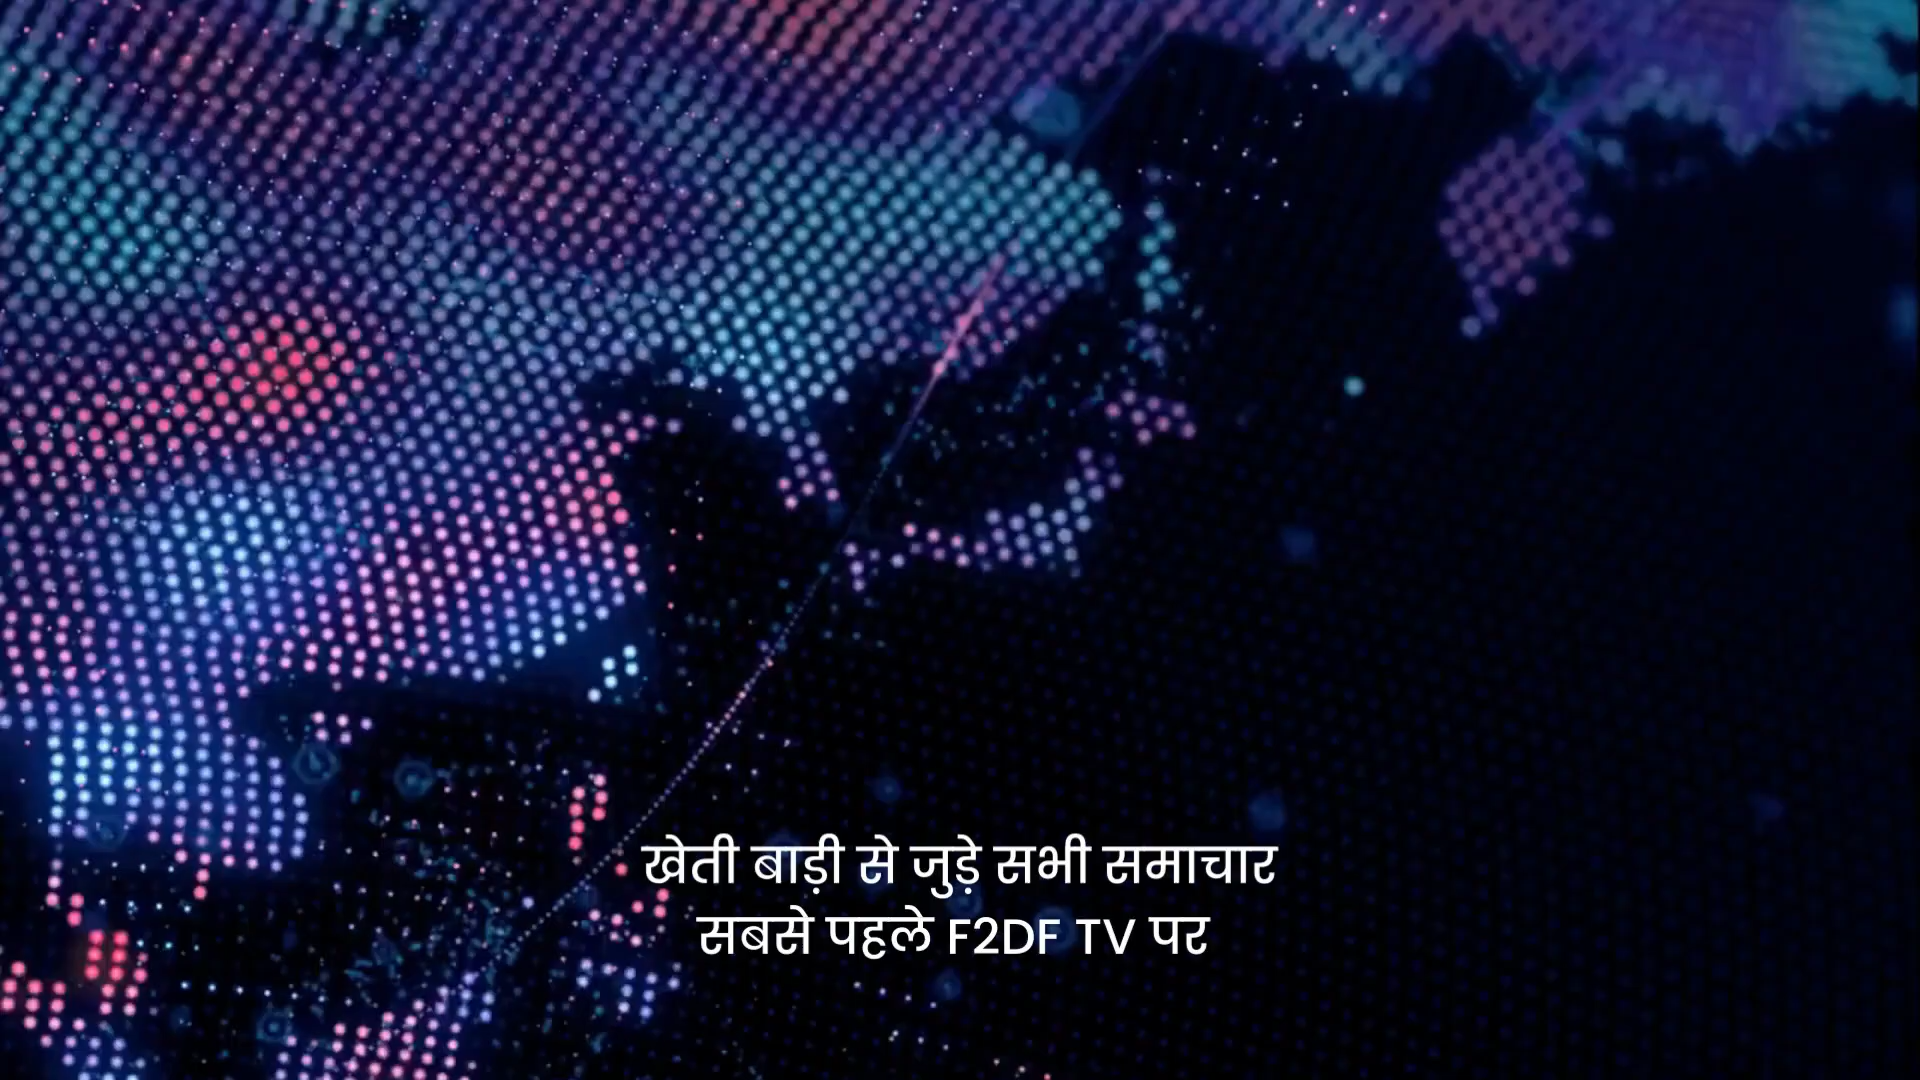 खेती बाड़ी से जुड़े सभी समाचार
सबसे पहले F2DF TV पर